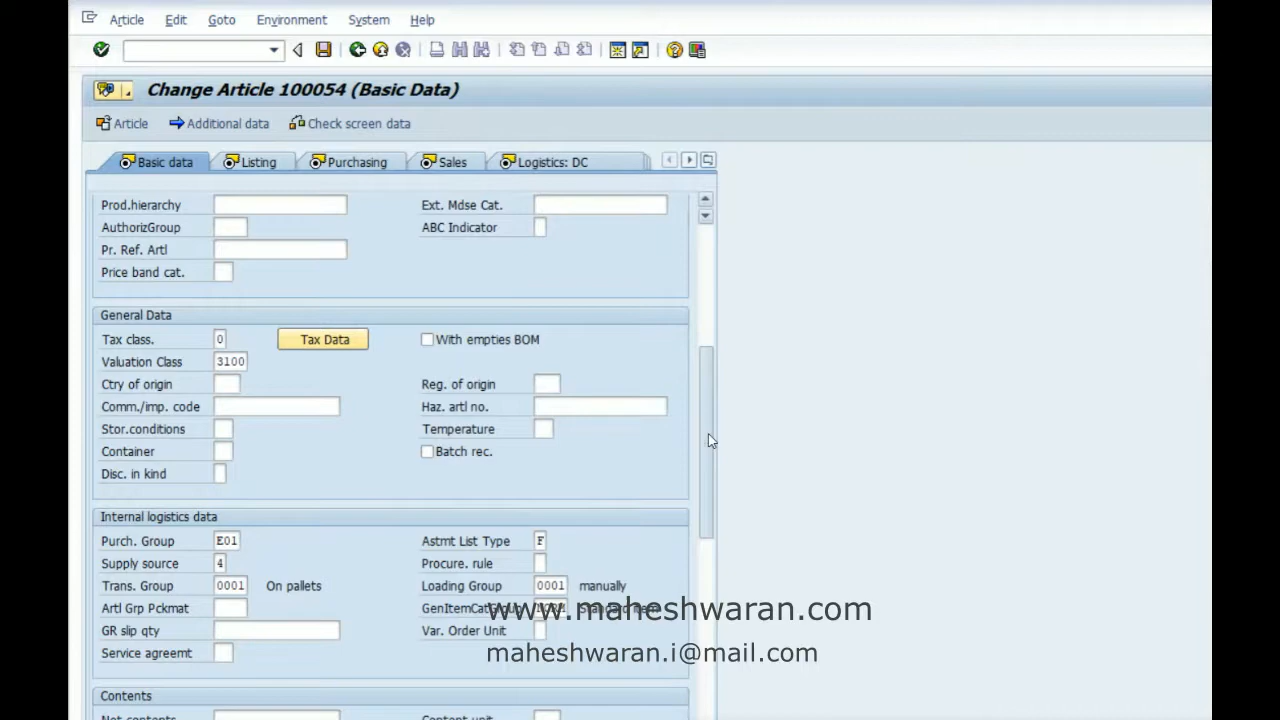 Article Edit Goto Environment System Help
Change Article 100054 (Basic Data)
Article Additional data Check screen data
Basic data Listing Purchasing Sales Logistics: DC
Prod.hierarchy Ext. Mdse Cat.
AuthorizGroup ABC Indicator
Pr. Ref. Artl
Price band cat.
General Data
Tax class. 0 Tax Data With empties BOM
Valuation Class 3100
Ctry of origin Reg. of origin
Comm./imp. code Haz. artl no.
Stor.conditions Temperature
Container Batch rec.
Disc. in kind
Internal logistics data
Purch. Group E01 Astmt List Type F
Supply source 4 Procure. rule
Trans. Group 0001 On pallets Loading Group 0001 manually
Artl Grp Pckmat
www.maheshwaran.com
GR slip qty Var. Order Unit
Service agreemt
maheshwaran.i@mail.com
Contents
Net contents Content unit